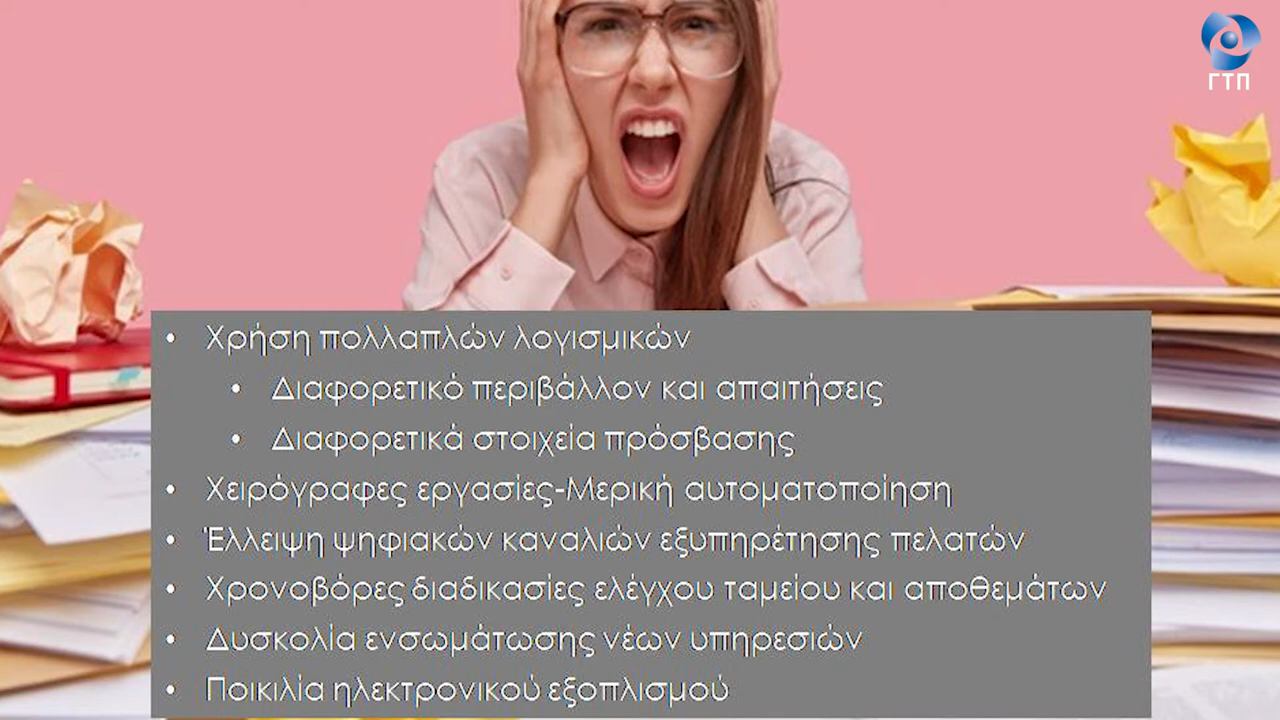 ΓΤΠ
• Χρήση πολλαπλών λογισμικών
• Διαφορετικό περιβάλλον και απαιτήσεις
• Διαφορετικά στοιχεία πρόσβασης
• Χειρόγραφες εργασίες-Μερική αυτοματοποίηση
• Έλλειψη ψηφιακών καναλιών εξυπηρέτησης πελατών
• Χρονοβόρες διαδικασίες ελέγχου ταμείου και αποθεμάτων
• Δυσκολία ενσωμάτωσης νέων υπηρεσιών
• Ποικιλία ηλεκτρονικού εξοπλισμού